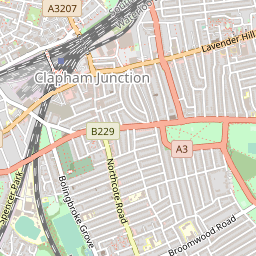 A3207
Lavender Hill
Clapham Junction
B229
A3
Northcote Road
Bolingbroke Grove
Spencer Park
Broomwood Road